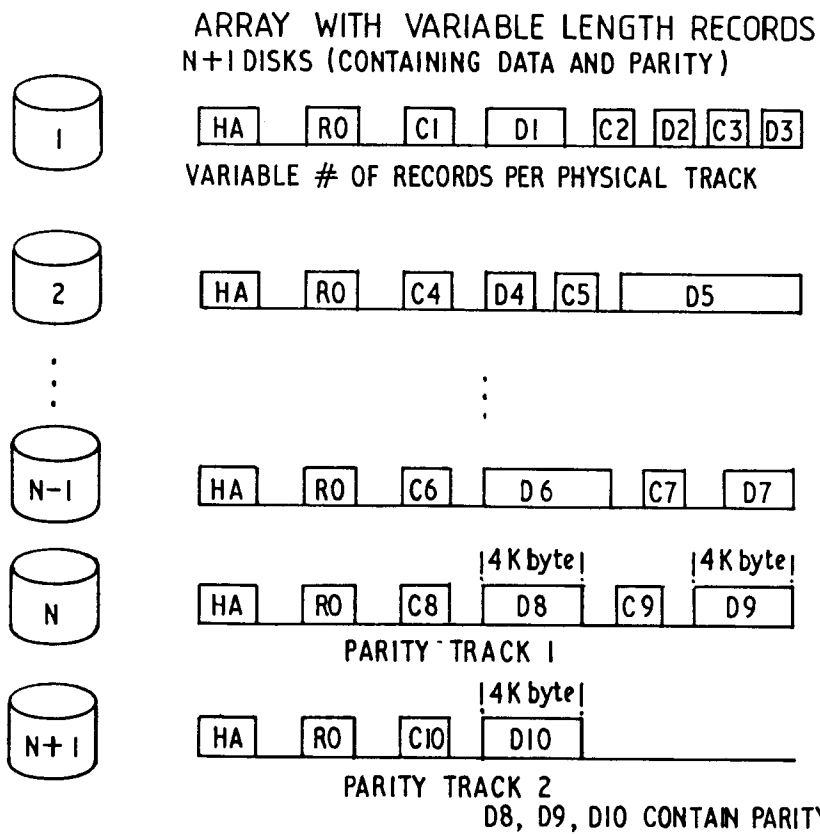 ARRAY WITH VARIABLE LENGTH RECORDS
N+1 DISKS (CONTAINING DATA AND PARITY)
1 HA R0 C1 D1 C2 D2 C3 D3
VARIABLE # OF RECORDS PER PHYSICAL TRACK
2 HA R0 C4 D4 C5 D5
N-1 HA R0 C6 D6 C7 D7
4K byte 4K byte
N HA R0 C8 D8 C9 D9
PARITY TRACK 1
4K byte
N+1 HA R0 C10 D10
PARITY TRACK 2
D8, D9, D10 CONTAIN PARITY